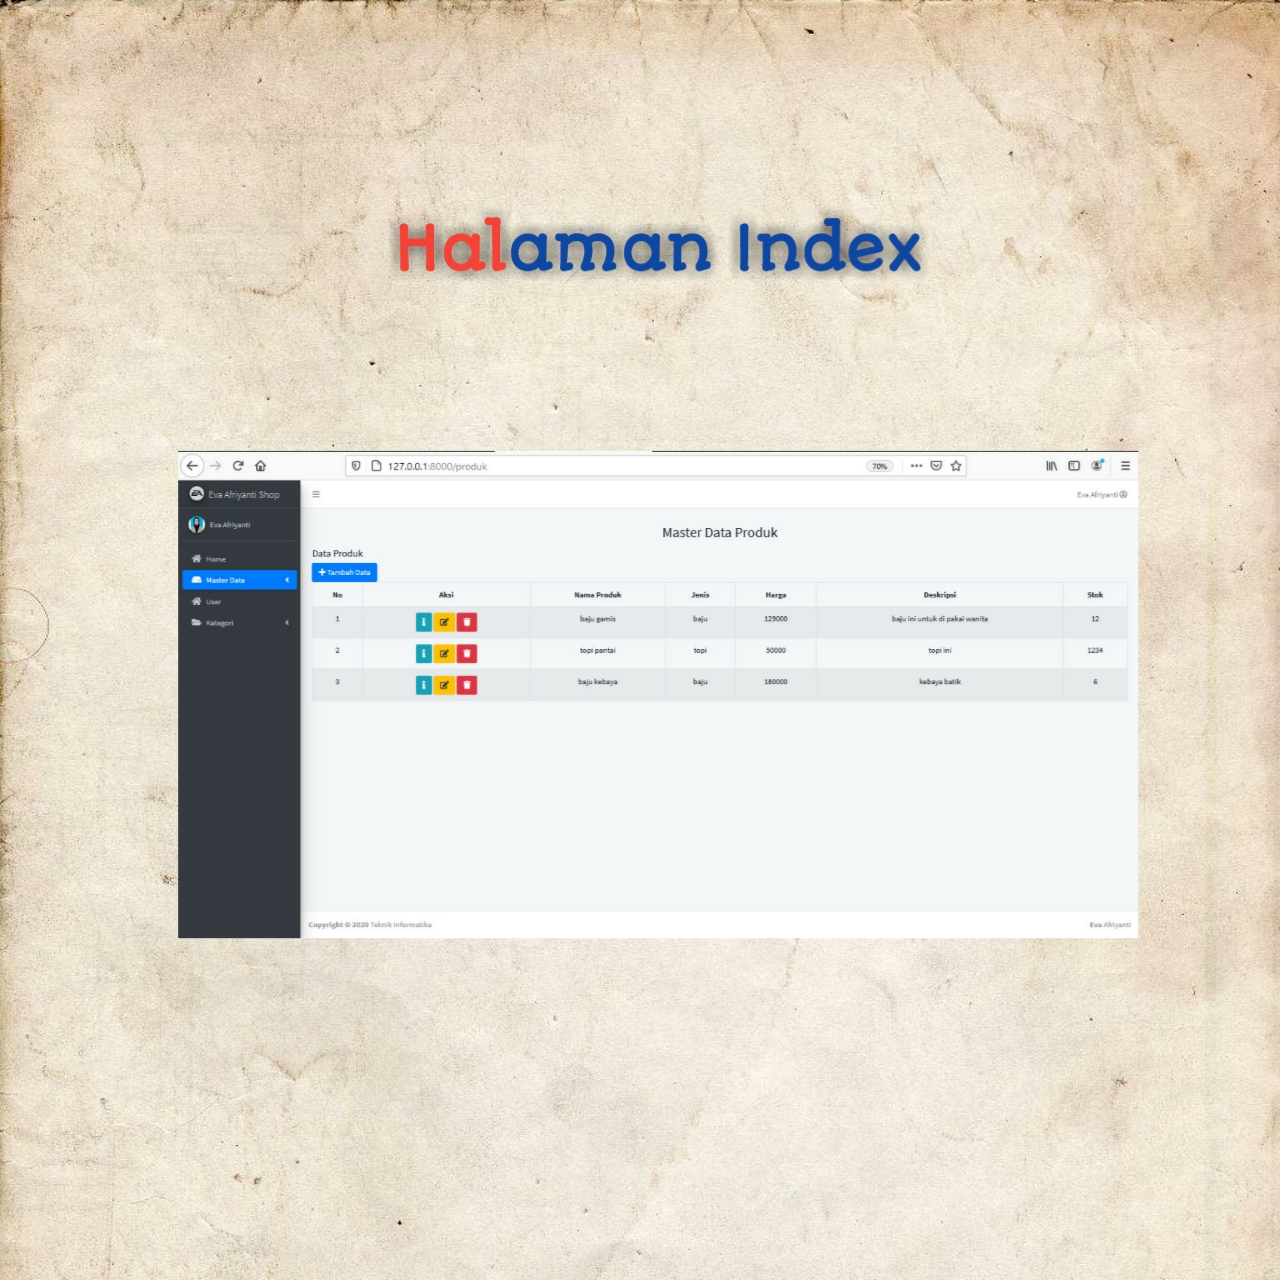 Halaman Index
127.0.0.1:8000/produk
70%
Eva Afriyanti Shop
Eva Afriyanti
Eva Afriyanti
Home
Master Data
User
Kategori
Master Data Produk
Data Produk
+ Tambah Data
No Aksi Nama Produk Jenis Harga Deskripsi Stok
1 baju gamis baju 129000 baju ini untuk di pakai wanita 12
2 topi pantai topi 50000 topi ini 1234
3 baju kebaya baju 180000 kebaya batik 6
Copyright © 2020 Teknik Informatika
Eva Afriyanti